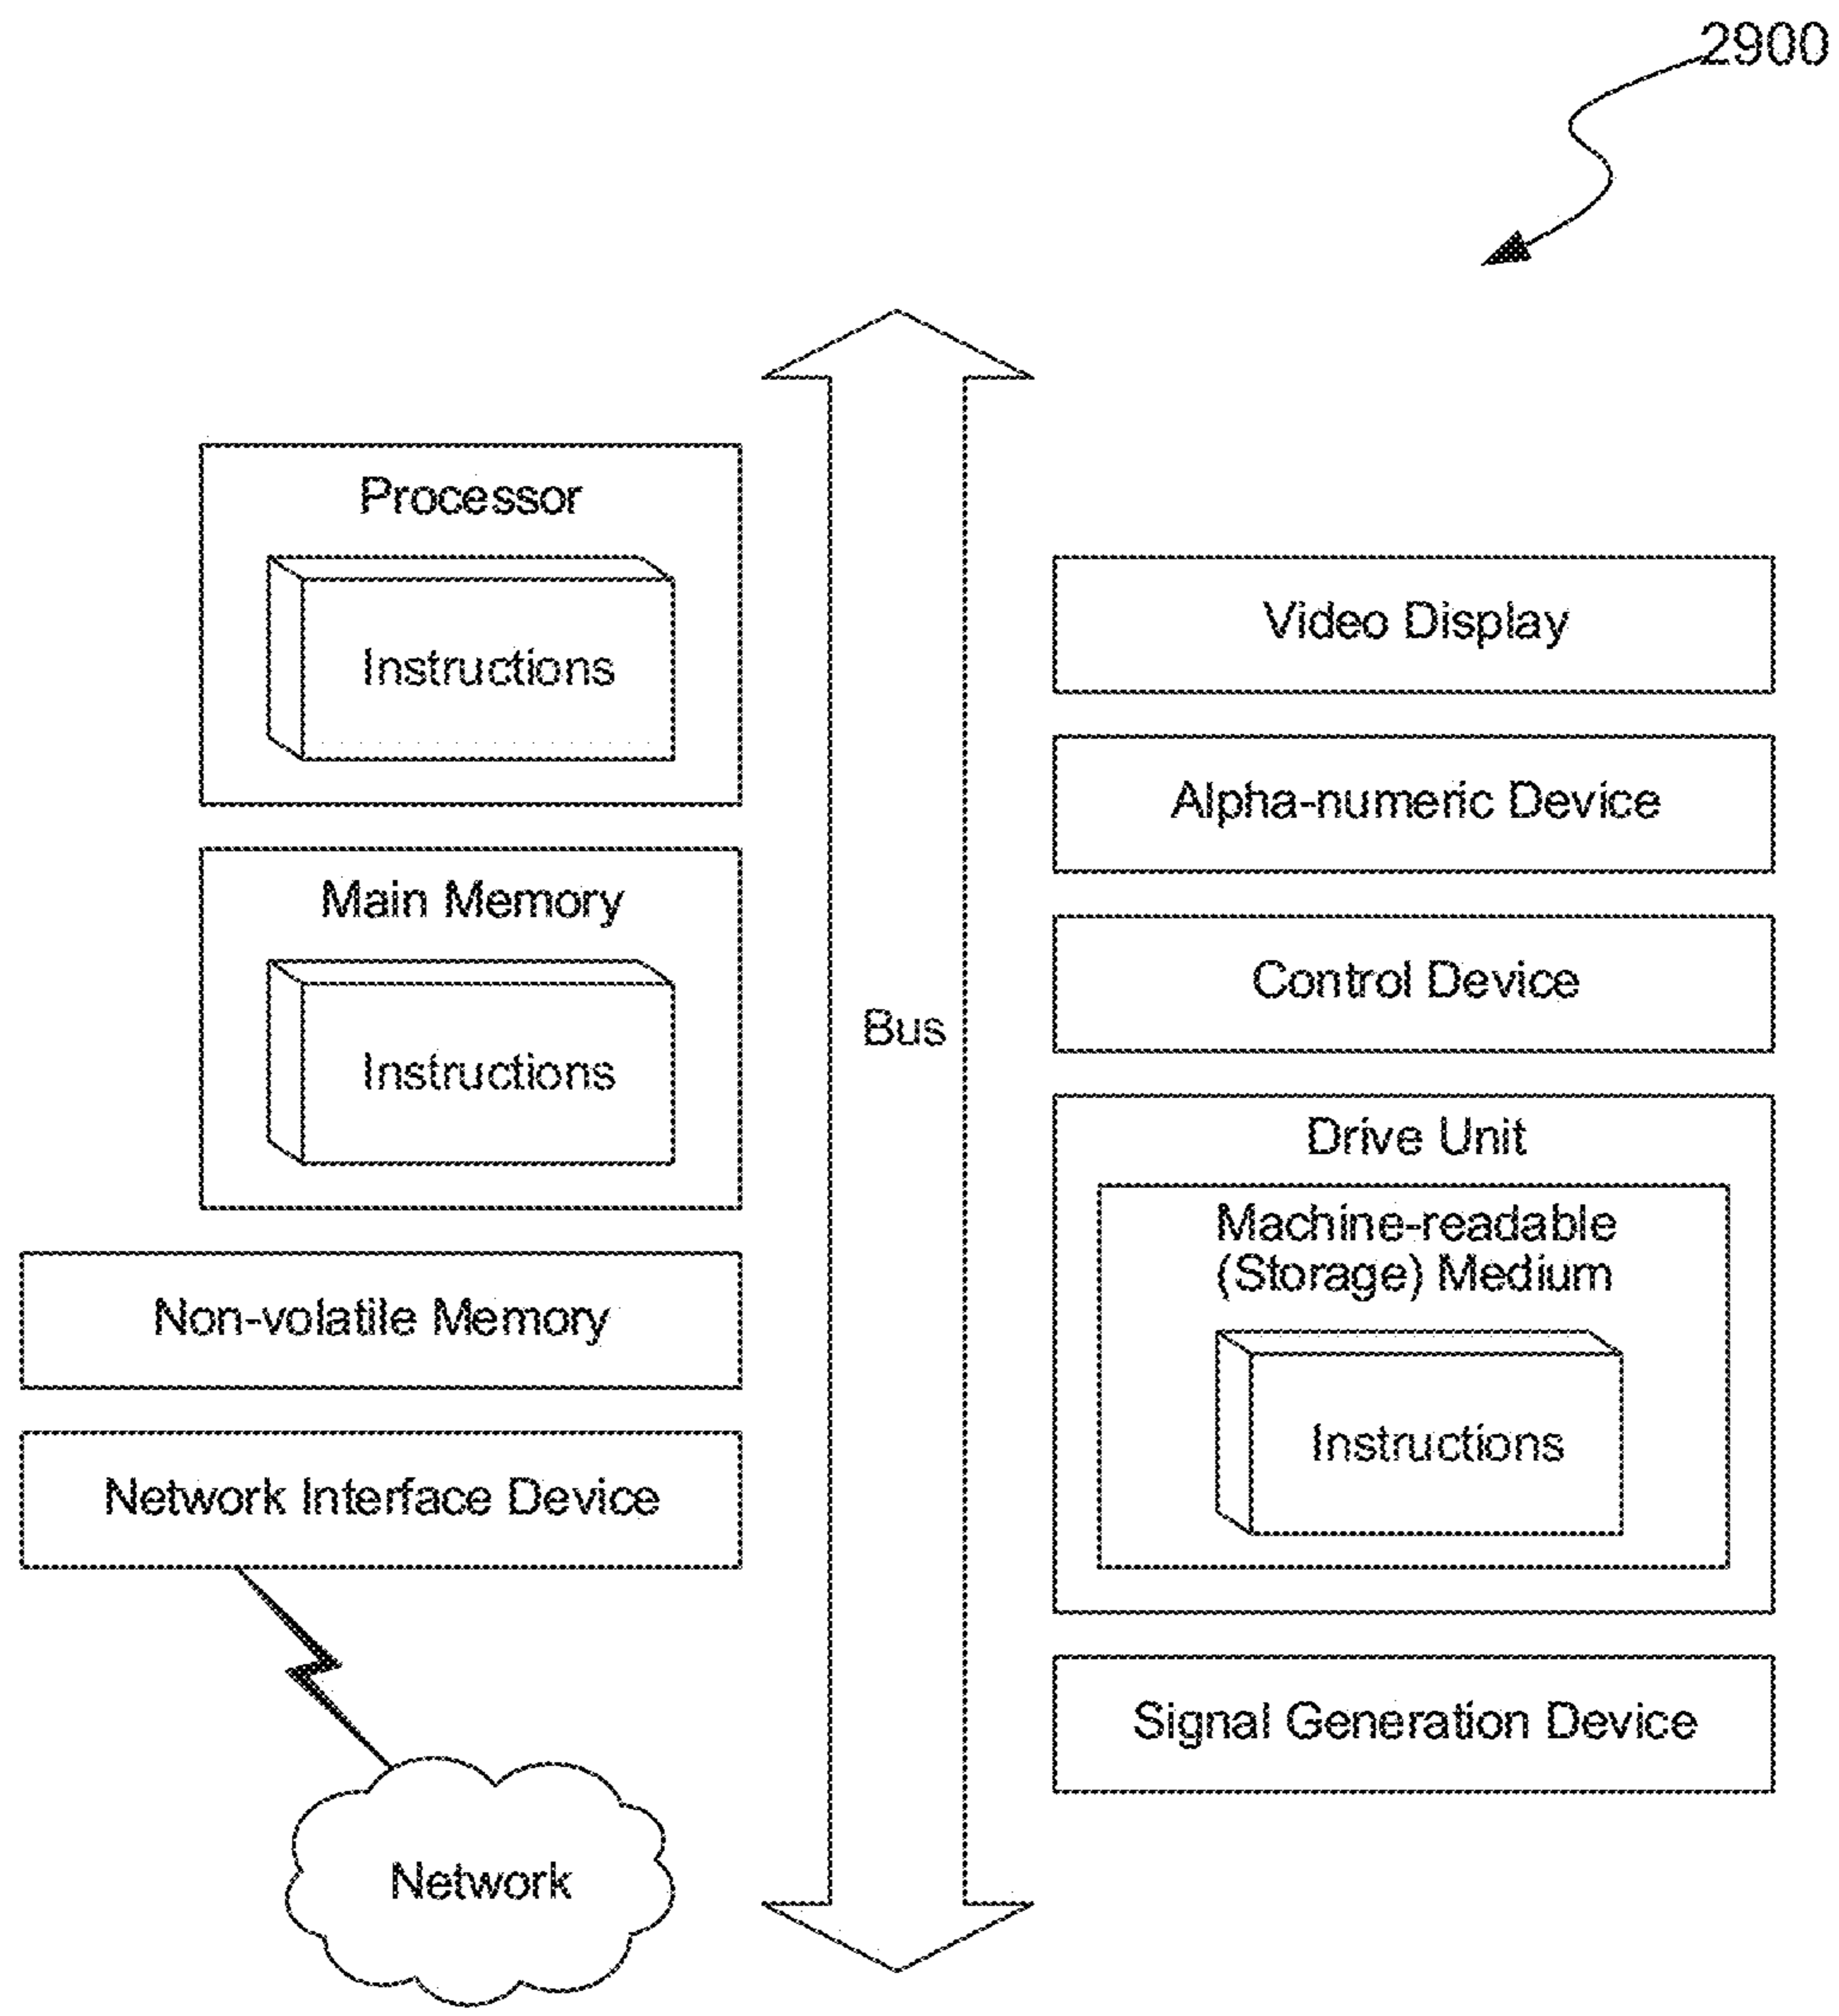 2900
Processor
Instructions
Main Memory
Instructions
Non-volatile Memory
Network Interface Device
Network
Bus
Video Display
Alpha-numeric Device
Control Device
Drive Unit
Machine-readable
(Storage) Medium
Instructions
Signal Generation Device